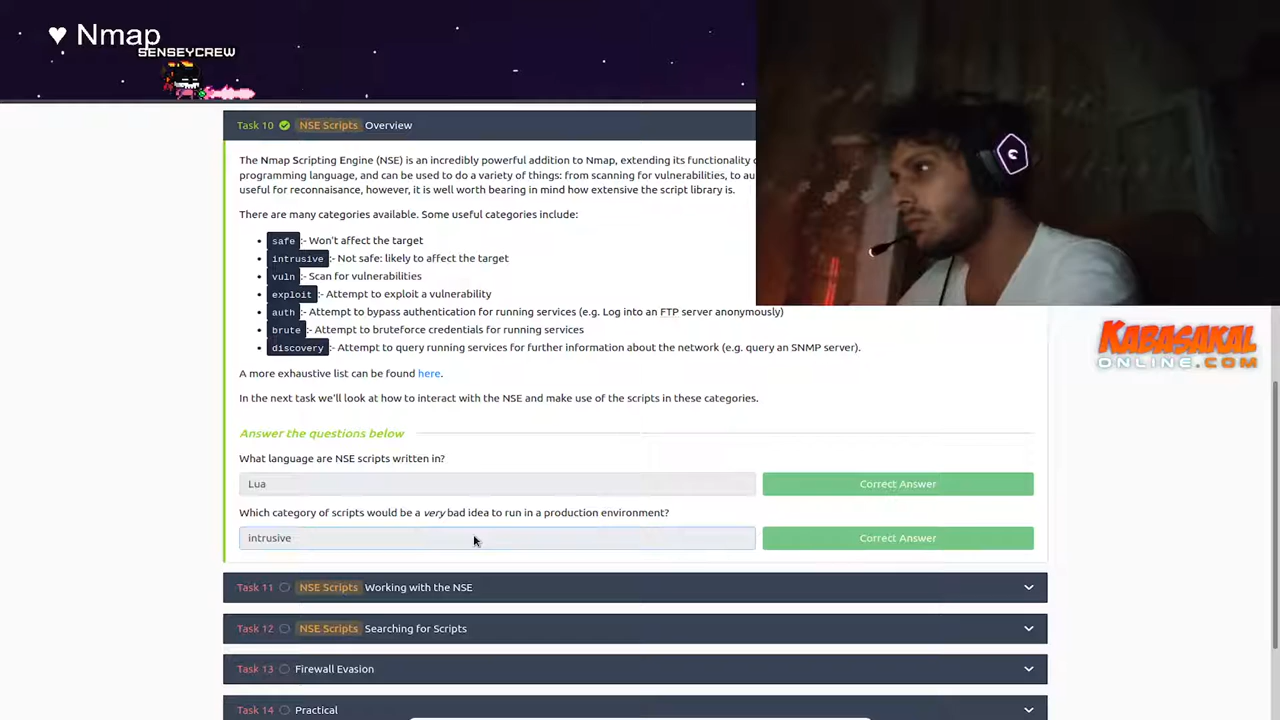 ♥ Nmap
SENSEYCREW
Task 10 NSE Scripts Overview
The Nmap Scripting Engine (NSE) is an incredibly powerful addition to Nmap, extending its functionality
programming language, and can be used to do a variety of things: from scanning for vulnerabilities, to
useful for reconnaisance, however, it is well worth bearing in mind how extensive the script library is.
There are many categories available. Some useful categories include:
• safe :- Won't affect the target
• intrusive :- Not safe: likely to affect the target
• vuln :- Scan for vulnerabilities
• exploit :- Attempt to exploit a vulnerability
• auth :- Attempt to bypass authentication for running services (e.g. Log into an FTP server anonymously)
• brute :- Attempt to bruteforce credentials for running services
• discovery :- Attempt to query running services for further information about the network (e.g. query an SNMP server).
KABASAKAL
ONLINE.COM
A more exhaustive list can be found here.
In the next task we'll look at how to interact with the NSE and make use of the scripts in these categories.
Answer the questions below
What language are NSE scripts written in?
Lua Correct Answer
Which category of scripts would be a very bad idea to run in a production environment?
intrusive Correct Answer
Task 11 NSE Scripts Working with the NSE
Task 12 NSE Scripts Searching for Scripts
Task 13 Firewall Evasion
Task 14 Practical